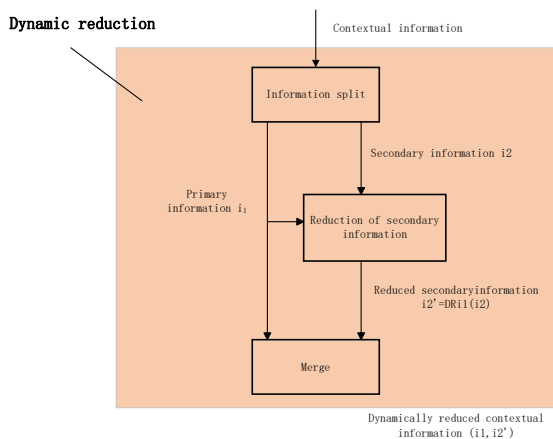 Dynamic reduction
Contextual information
Information split
Secondary information i2
Primary
information i₁
Reduction of secondary
information
Reduced secondaryinformation
i2'=DRi1(i2)
Merge
Dynamically reduced contextual
information (i1,i2')